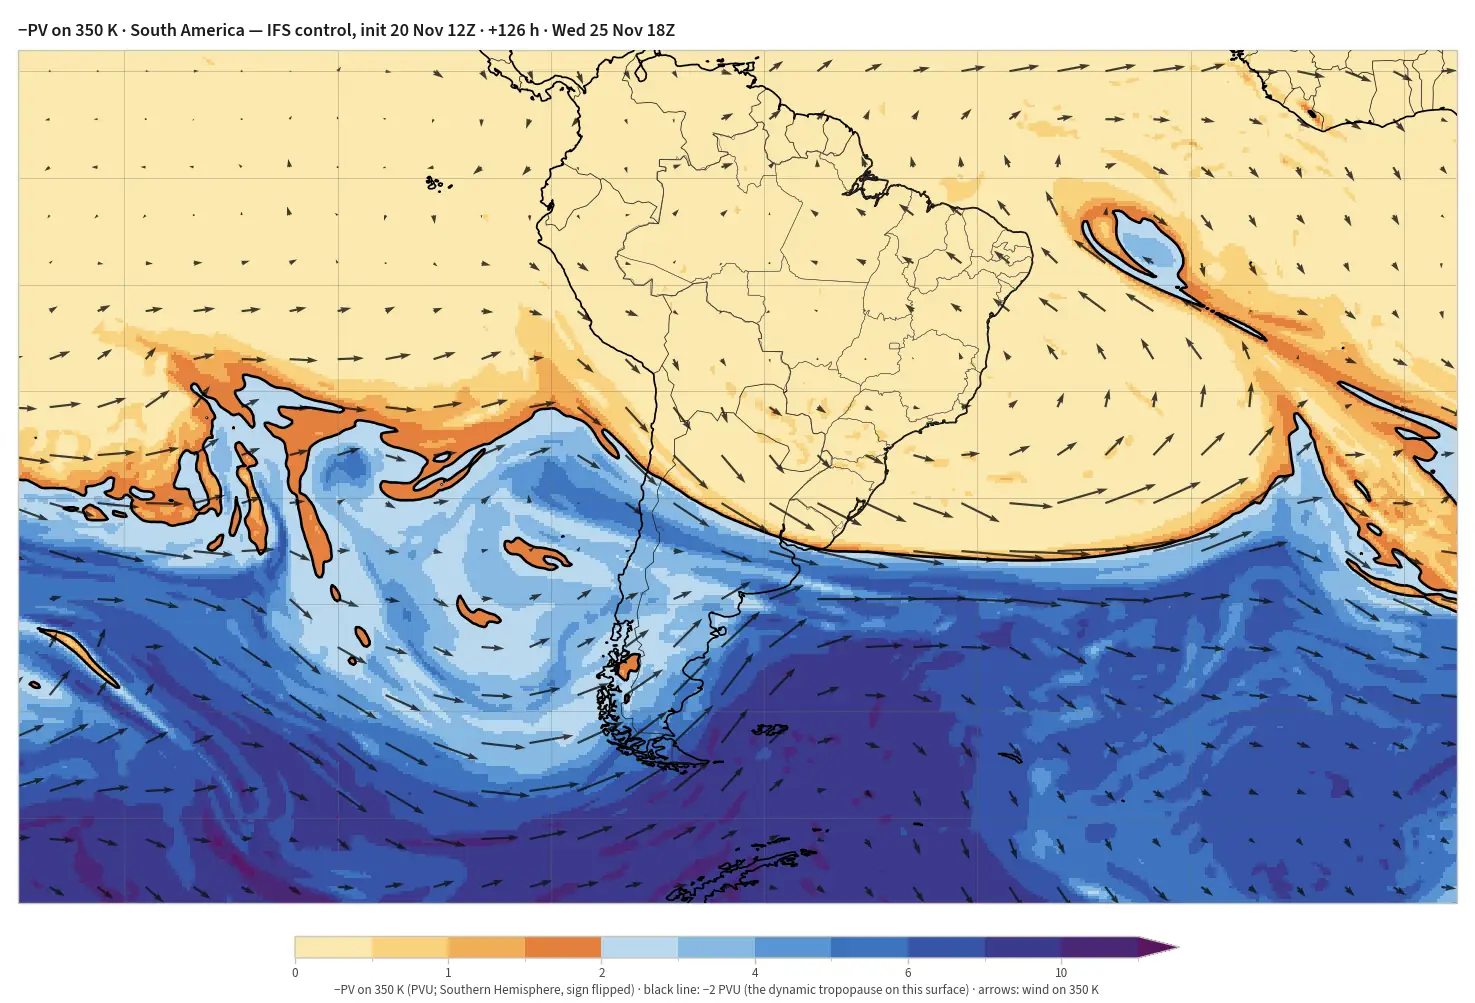 −PV on 350 K · South America — IFS control, init 20 Nov 12Z · +126 h · Wed 25 Nov 18Z
0 1 2 4 6 10
−PV on 350 K (PVU; Southern Hemisphere, sign flipped) · black line: −2 PVU (the dynamic tropopause on this surface) · arrows: wind on 350 K